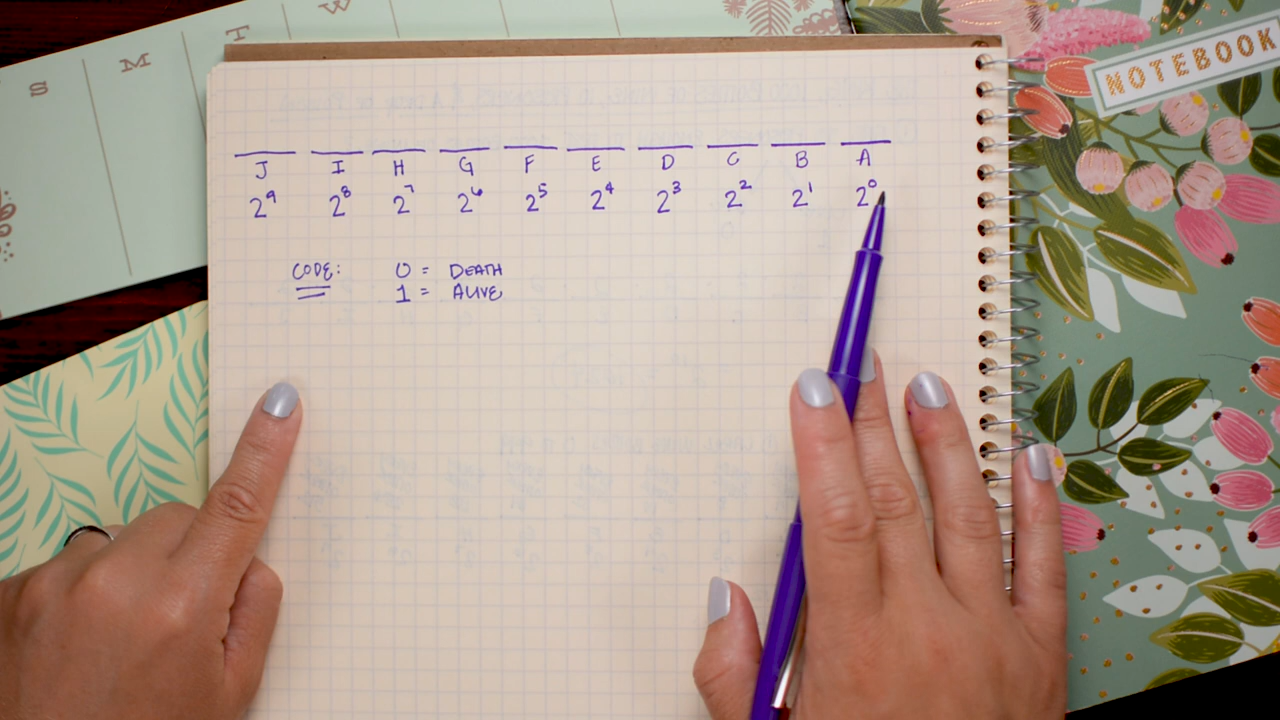 S M T W
NOTEBOOK
J I H G F E D C B A
2⁹ 2⁸ 2⁷ 2⁶ 2⁵ 2⁴ 2³ 2² 2¹ 2⁰
CODE: 0 = DEATH
1 = ALIVE